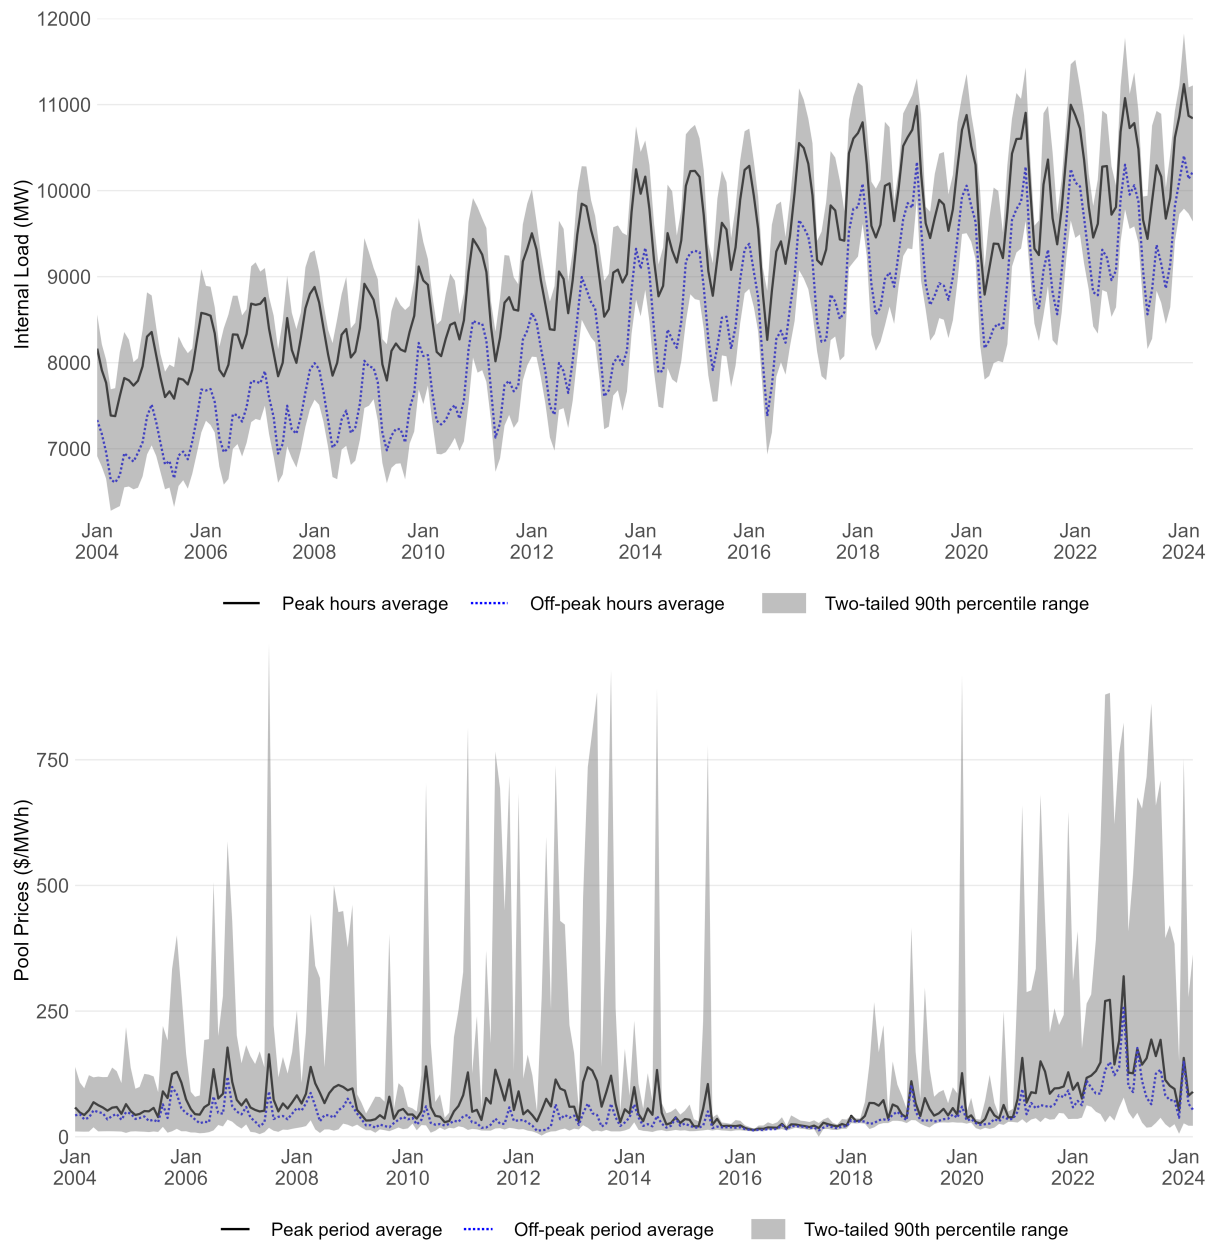 12000
11000
10000
9000
8000
7000
Internal Load (MW)
Jan Jan Jan Jan Jan Jan Jan Jan Jan Jan Jan
2004 2006 2008 2010 2012 2014 2016 2018 2020 2022 2024
Peak hours average Off-peak hours average Two-tailed 90th percentile range
750
500
250
0
Pool Prices ($/MWh)
Jan Jan Jan Jan Jan Jan Jan Jan Jan Jan Jan
2004 2006 2008 2010 2012 2014 2016 2018 2020 2022 2024
Peak period average Off-peak period average Two-tailed 90th percentile range